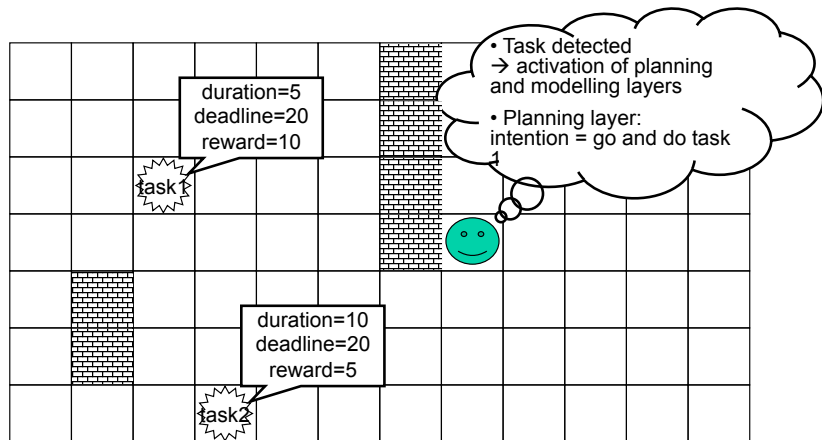 • Task detected
→ activation of planning
and modelling layers
• Planning layer:
intention = go and do task
1
duration=5
deadline=20
reward=10
task1
duration=10
deadline=20
reward=5
task2